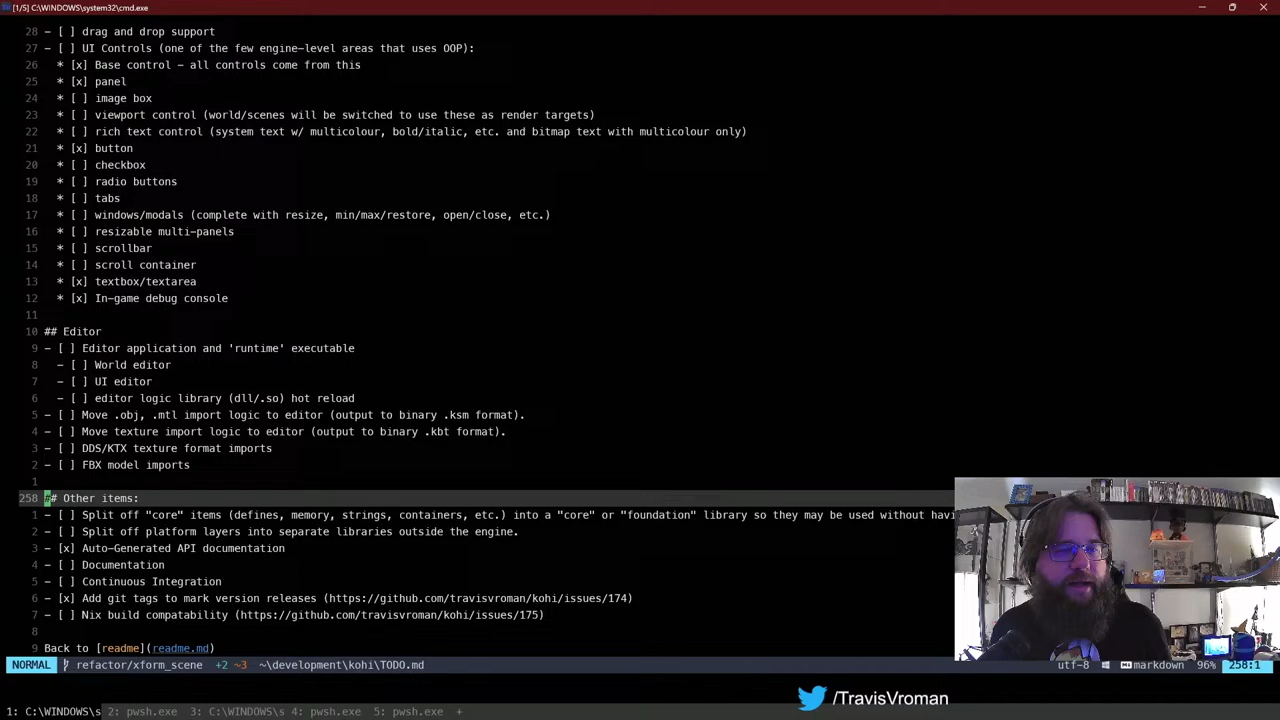 [1/5] C:\WINDOWS\system32\cmd.exe
28 - [ ] drag and drop support
27 - [ ] UI Controls (one of the few engine-level areas that uses OOP):
26 * [x] Base control - all controls come from this
25 * [x] panel
24 * [ ] image box
23 * [ ] viewport control (world/scenes will be switched to use these as render targets)
22 * [ ] rich text control (system text w/ multicolour, bold/italic, etc. and bitmap text with multicolour only)
21 * [x] button
20 * [ ] checkbox
19 * [ ] radio buttons
18 * [ ] tabs
17 * [ ] windows/modals (complete with resize, min/max/restore, open/close, etc.)
16 * [ ] resizable multi-panels
15 * [ ] scrollbar
14 * [ ] scroll container
13 * [x] textbox/textarea
12 * [x] In-game debug console
11
10 ## Editor
9 - [ ] Editor application and 'runtime' executable
8 - [ ] World editor
7 - [ ] UI editor
6 - [ ] editor logic library (dll/.so) hot reload
5 - [ ] Move .obj, .mtl import logic to editor (output to binary .ksm format).
4 - [ ] Move texture import logic to editor (output to binary .kbt format).
3 - [ ] DDS/KTX texture format imports
2 - [ ] FBX model imports
1
258 ## Other items:
1 - [ ] Split off "core" items (defines, memory, strings, containers, etc.) into a "core" or "foundation" library so they may be used without havi
2 - [ ] Split off platform layers into separate libraries outside the engine.
3 - [x] Auto-Generated API documentation
4 - [ ] Documentation
5 - [ ] Continuous Integration
6 - [x] Add git tags to mark version releases (https://github.com/travisvroman/kohi/issues/174)
7 - [ ] Nix build compatability (https://github.com/travisvroman/kohi/issues/175)
8
9 Back to [readme](readme.md)
NORMAL refactor/xform_scene +2 ~3 ~\development\kohi\TODO.md utf-8 markdown 96% 258:1
/TravisVroman
1: C:\WINDOWS\s 2: pwsh.exe 3: C:\WINDOWS\s 4: pwsh.exe 5: pwsh.exe +